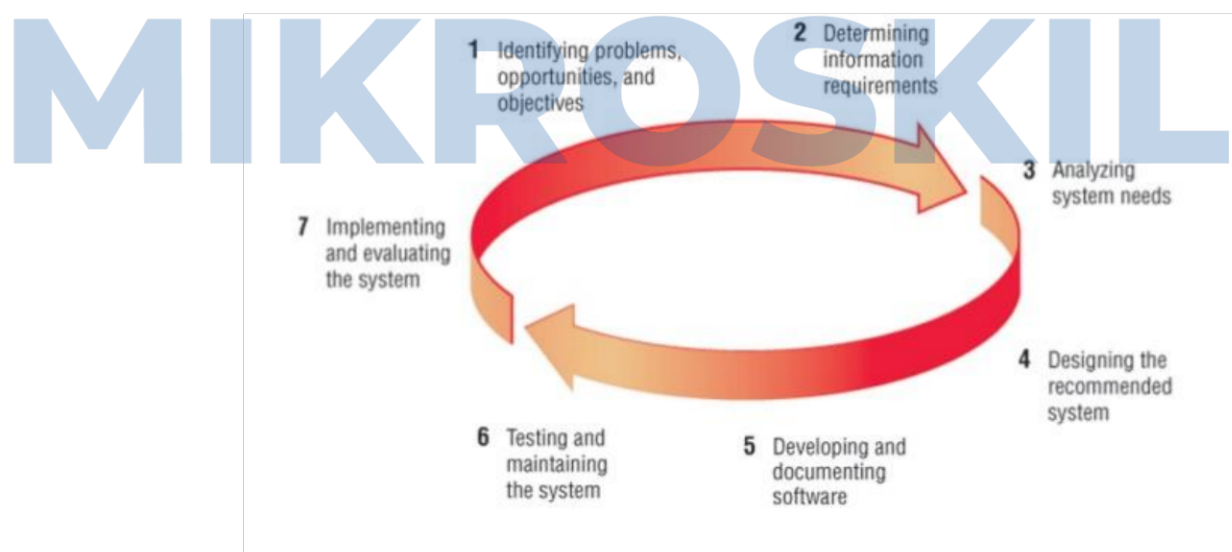 MIKROSKIL
1 Identifying problems,
opportunities, and
objectives
2 Determining
information
requirements
3 Analyzing
system needs
4 Designing the
recommended
system
5 Developing and
documenting
software
6 Testing and
maintaining
the system
7 Implementing
and evaluating
the system